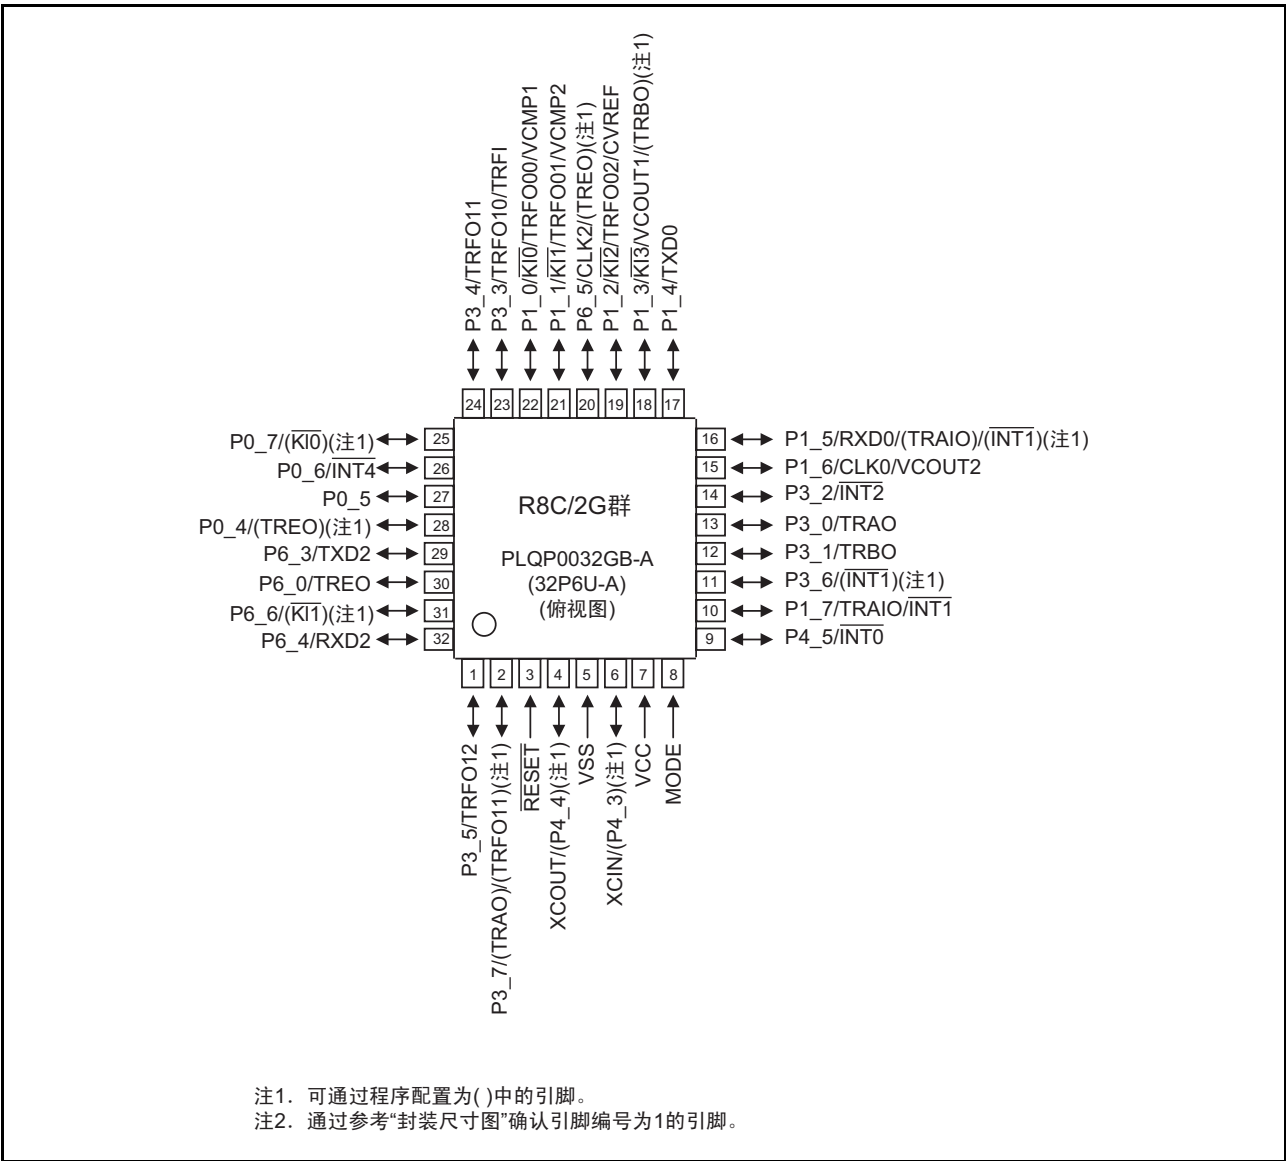 P3_4/TRFO11
P3_3/TRFO10/TRFI
P1_0/KI0/TRFO00/VCMP1
P1_1/KI1/TRFO01/VCMP2
P6_5/CLK2/(TREO)(注1)
P1_2/KI2/TRFO02/CVREF
P1_3/KI3/VCOUT1/(TRBO)(注1)
P1_4/TXD0
24 23 22 21 20 19 18 17
P0_7/(KI0)(注1) 25
P0_6/INT4 26
P0_5 27
P0_4/(TREO)(注1) 28
P6_3/TXD2 29
P6_0/TREO 30
P6_6/(KI1)(注1) 31
P6_4/RXD2 32
R8C/2G群
PLQP0032GB-A
(32P6U-A)
(俯视图)
16 P1_5/RXD0/(TRAIO)/(INT1)(注1)
15 P1_6/CLK0/VCOUT2
14 P3_2/INT2
13 P3_0/TRAO
12 P3_1/TRBO
11 P3_6/(INT1)(注1)
10 P1_7/TRAIO/INT1
9 P4_5/INT0
1 2 3 4 5 6 7 8
P3_5/TRFO12
P3_7/(TRAO)/(TRFO11)(注1)
RESET
XCOUT/(P4_4)(注1)
VSS
XCIN/(P4_3)(注1)
VCC
MODE
注1. 可通过程序配置为( )中的引脚。
注2. 通过参考“封装尺寸图”确认引脚编号为1的引脚。